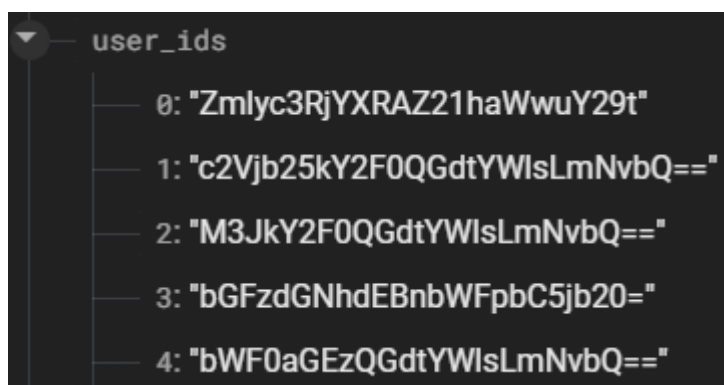 user_ids
0: "Zmlyc3RjYXRAZ21haWwuY29t"
1: "c2Vjb25kY2F0QGdtYWlsLmNvbQ=="
2: "M3JkY2F0QGdtYWlsLmNvbQ=="
3: "bGFzdGNhdEBnbWFpbC5jb20="
4: "bWF0aGEzQGdtYWlsLmNvbQ=="